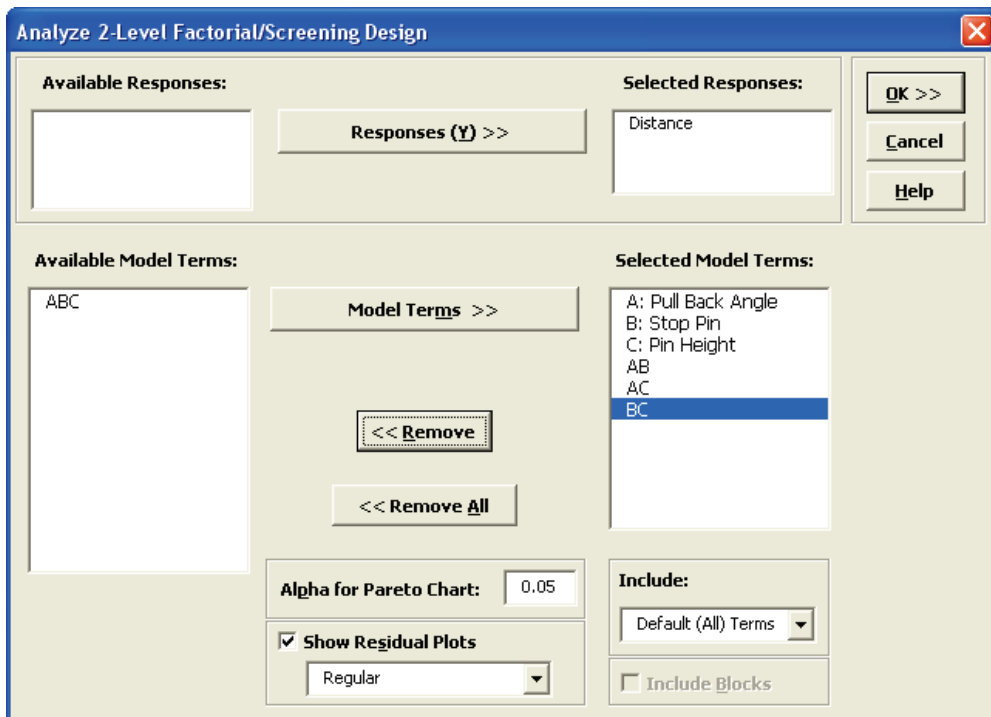 Analyze 2-Level Factorial/Screening Design
Available Responses:
Responses (Y) >>
Selected Responses:
Distance
OK >>
Cancel
Help
Available Model Terms:
ABC
Model Terms >>
<< Remove
<< Remove All
Selected Model Terms:
A: Pull Back Angle
B: Stop Pin
C: Pin Height
AB
AC
BC
Alpha for Pareto Chart: 0.05
Show Residual Plots
Regular
Include:
Default (All) Terms
Include Blocks